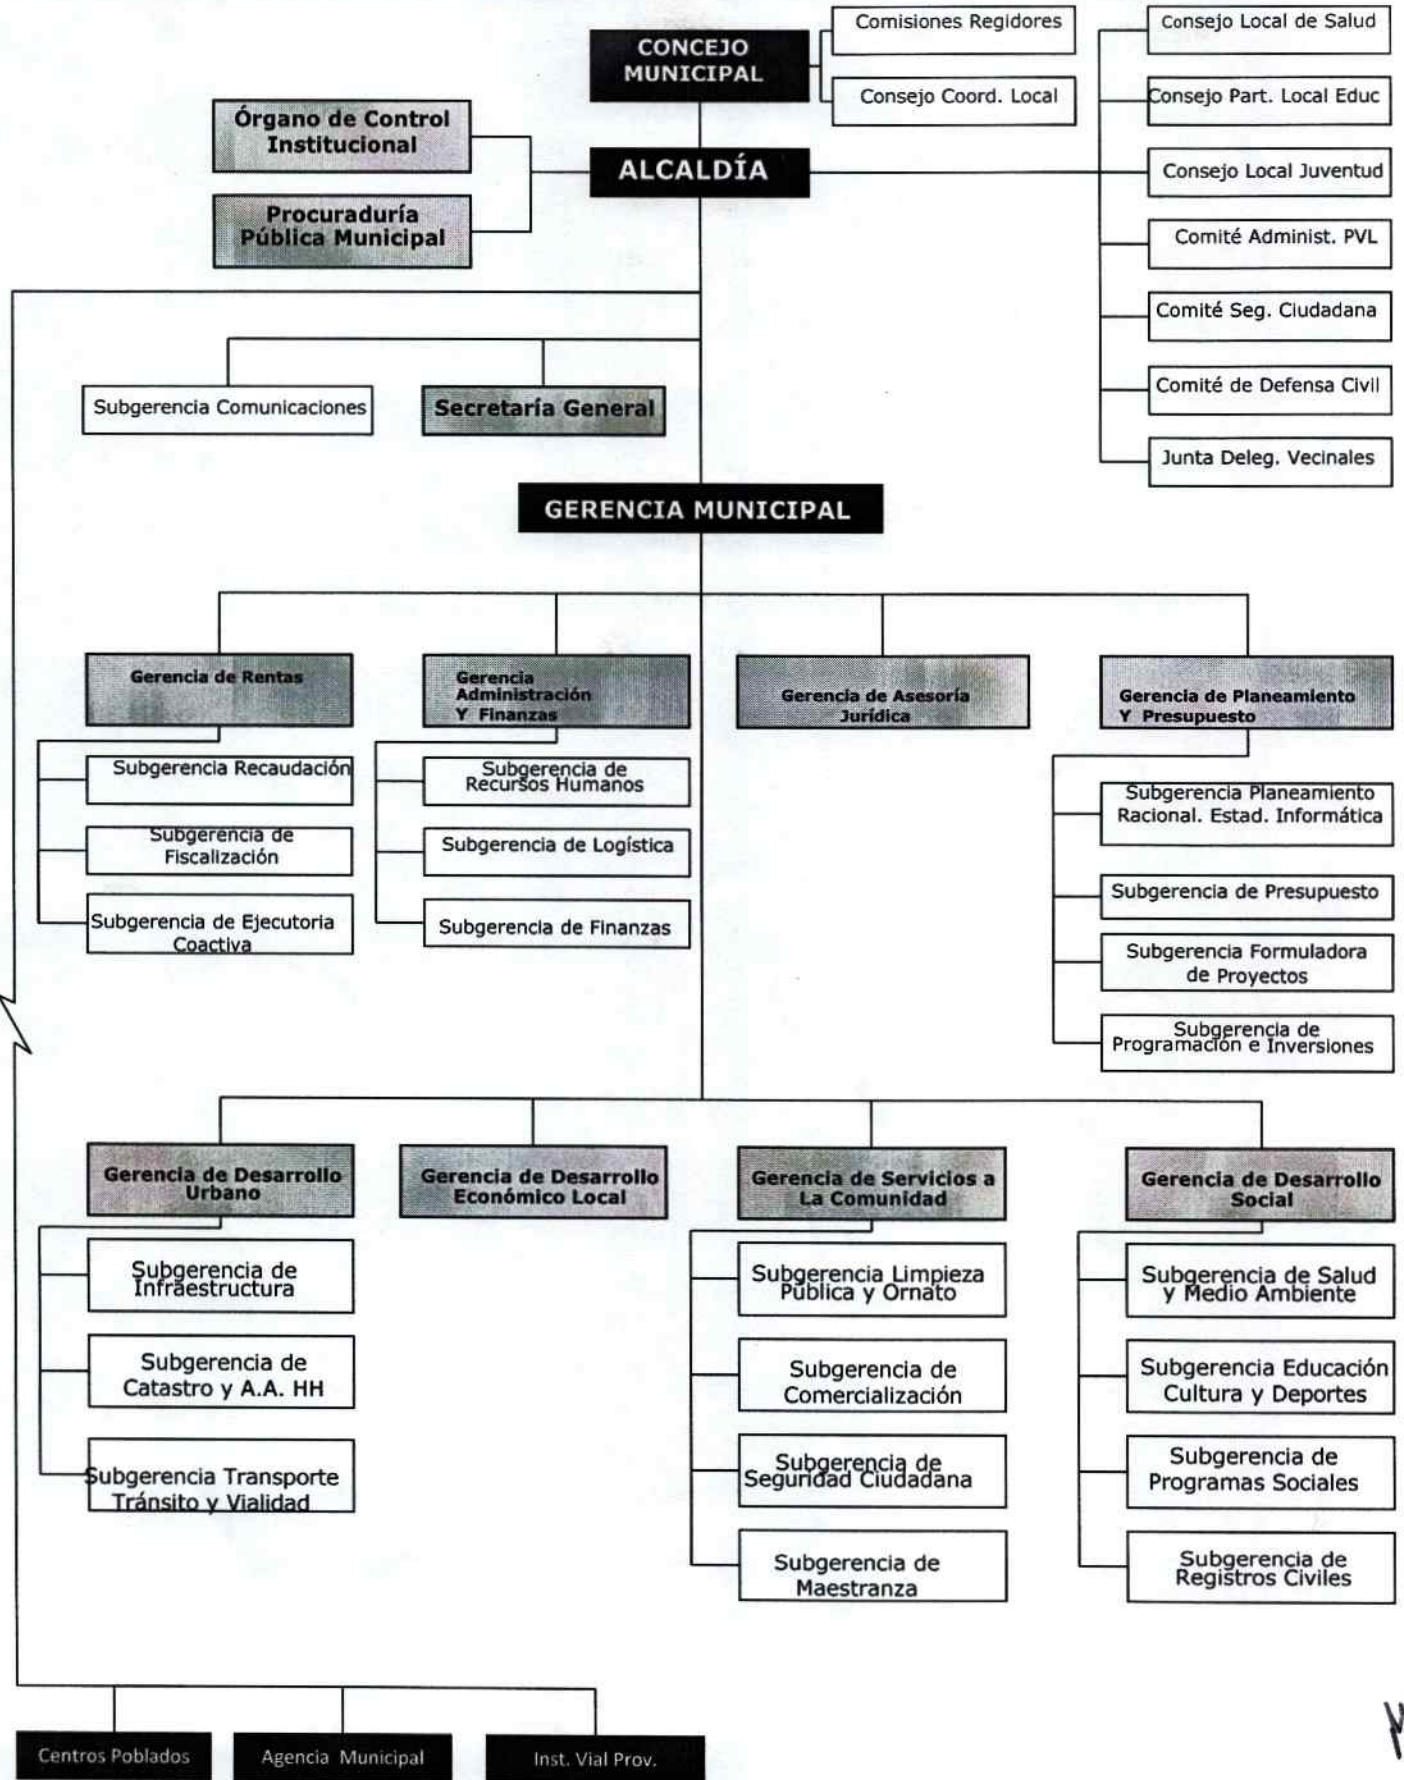 Comisiones Regidores
Consejo Local de Salud
CONCEJO
MUNICIPAL
Consejo Coord. Local
Consejo Part. Local Educ
Órgano de Control
Institucional
ALCALDÍA
Consejo Local Juventud
Procuraduría
Pública Municipal
Comité Administ. PVL
Comité Seg. Ciudadana
Comité de Defensa Civil
Junta Deleg. Vecinales
Subgerencia Comunicaciones
Secretaría General
GERENCIA MUNICIPAL
Gerencia de Rentas
Gerencia
Administración
Y Finanzas
Gerencia de Asesoría
Jurídica
Gerencia de Planeamiento
Y Presupuesto
Subgerencia Recaudación
Subgerencia de
Fiscalización
Subgerencia de Ejecutoria
Coactiva
Subgerencia de
Recursos Humanos
Subgerencia de Logística
Subgerencia de Finanzas
Subgerencia Planeamiento
Racional. Estad. Informática
Subgerencia de Presupuesto
Subgerencia Formuladora
de Proyectos
Subgerencia de
Programación e Inversiones
Gerencia de Desarrollo
Urbano
Gerencia de Desarrollo
Económico Local
Gerencia de Servicios a
La Comunidad
Gerencia de Desarrollo
Social
Subgerencia de
Infraestructura
Subgerencia de
Catastro y A.A. HH
Subgerencia Transporte
Tránsito y Vialidad
Subgerencia Limpieza
Pública y Ornato
Subgerencia de
Comercialización
Subgerencia de
Seguridad Ciudadana
Subgerencia de
Maestranza
Subgerencia de Salud
y Medio Ambiente
Subgerencia Educación
Cultura y Deportes
Subgerencia de
Programas Sociales
Subgerencia de
Registros Civiles
Centros Poblados
Agencia Municipal
Inst. Vial Prov.